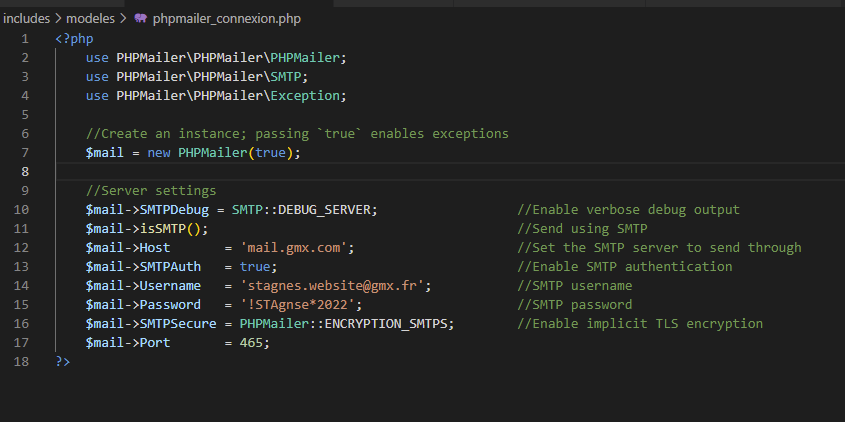 includes > modeles > phpmailer_connexion.php
1 <?php
2 use PHPMailer\PHPMailer\PHPMailer;
3 use PHPMailer\PHPMailer\SMTP;
4 use PHPMailer\PHPMailer\Exception;
5
6 //Create an instance; passing `true` enables exceptions
7 $mail = new PHPMailer(true);
8
9 //Server settings
10 $mail->SMTPDebug = SMTP::DEBUG_SERVER; //Enable verbose debug output
11 $mail->isSMTP(); //Send using SMTP
12 $mail->Host = 'mail.gmx.com'; //Set the SMTP server to send through
13 $mail->SMTPAuth = true; //Enable SMTP authentication
14 $mail->Username = 'stagnes.website@gmx.fr'; //SMTP username
15 $mail->Password = '!STAgnse*2022'; //SMTP password
16 $mail->SMTPSecure = PHPMailer::ENCRYPTION_SMTPS; //Enable implicit TLS encryption
17 $mail->Port = 465;
18 ?>